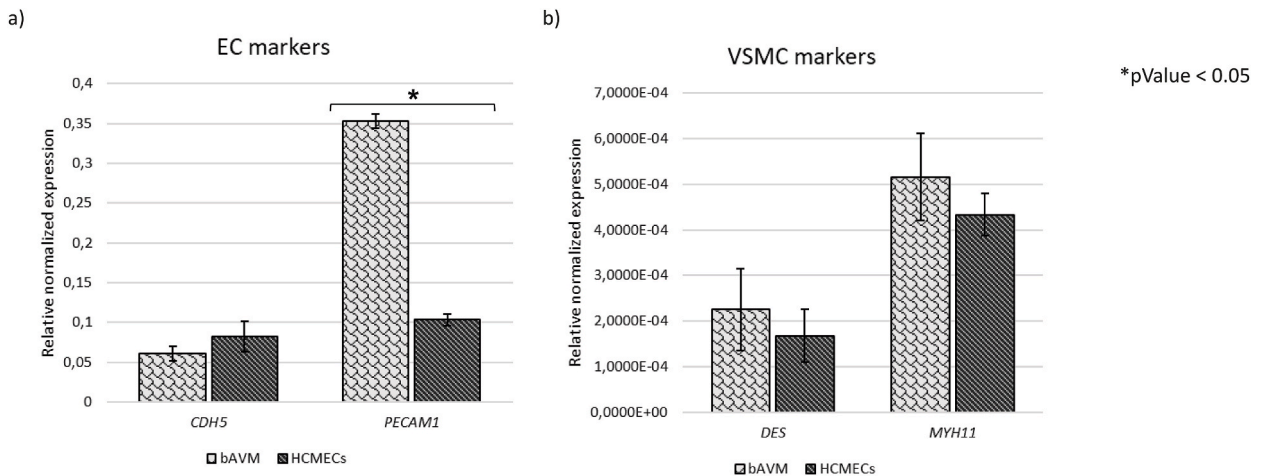 a)
EC markers
Relative normalized expression
0,4
0,35
0,3
0,25
0,2
0,15
0,1
0,05
0
*
CDH5
PECAM1
bAVM
HCMECs
b)
VSMC markers
Relative normalized expression
7,0000E-04
6,0000E-04
5,0000E-04
4,0000E-04
3,0000E-04
2,0000E-04
1,0000E-04
0,0000E+00
DES
MYH11
bAVM
HCMECs
*pValue < 0.05